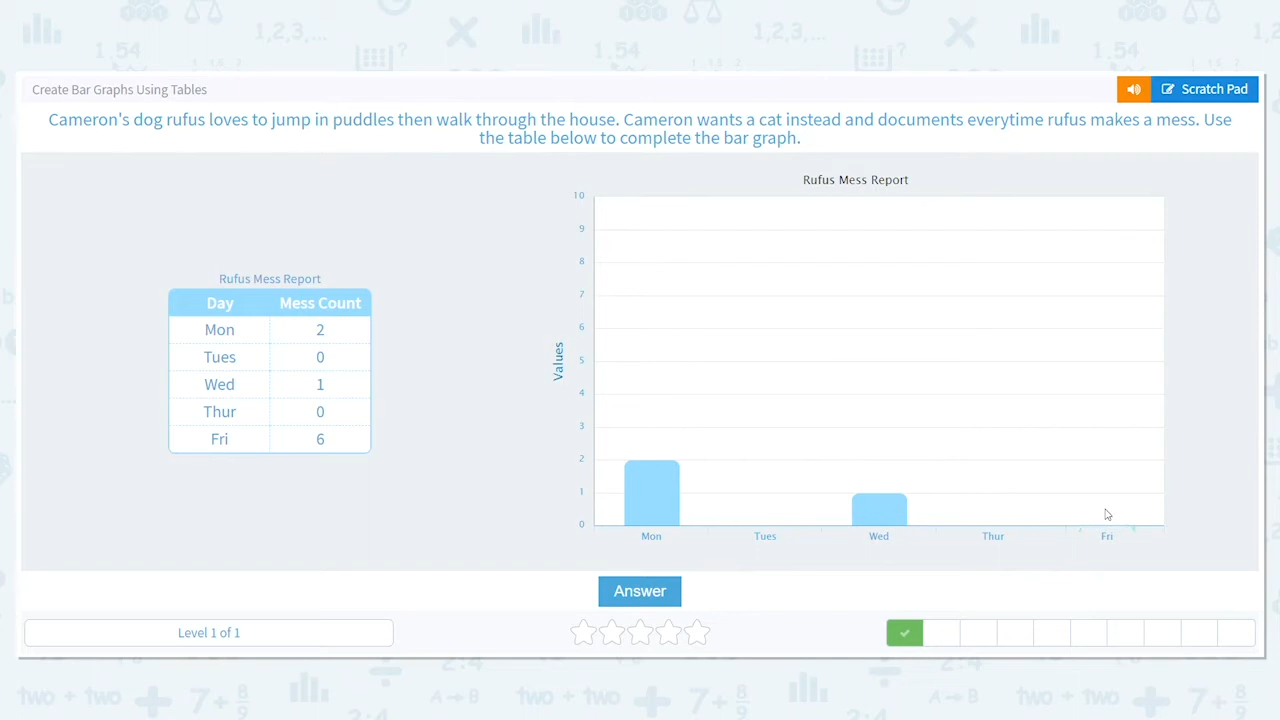 Create Bar Graphs Using Tables
Scratch Pad
Cameron's dog rufus loves to jump in puddles then walk through the house. Cameron wants a cat instead and documents everytime rufus makes a mess. Use
the table below to complete the bar graph.
Rufus Mess Report
Day Mess Count
Mon 2
Tues 0
Wed 1
Thur 0
Fri 6
Rufus Mess Report
Values
10
9
8
7
6
5
4
3
2
1
0
Mon Tues Wed Thur Fri
Answer
Level 1 of 1